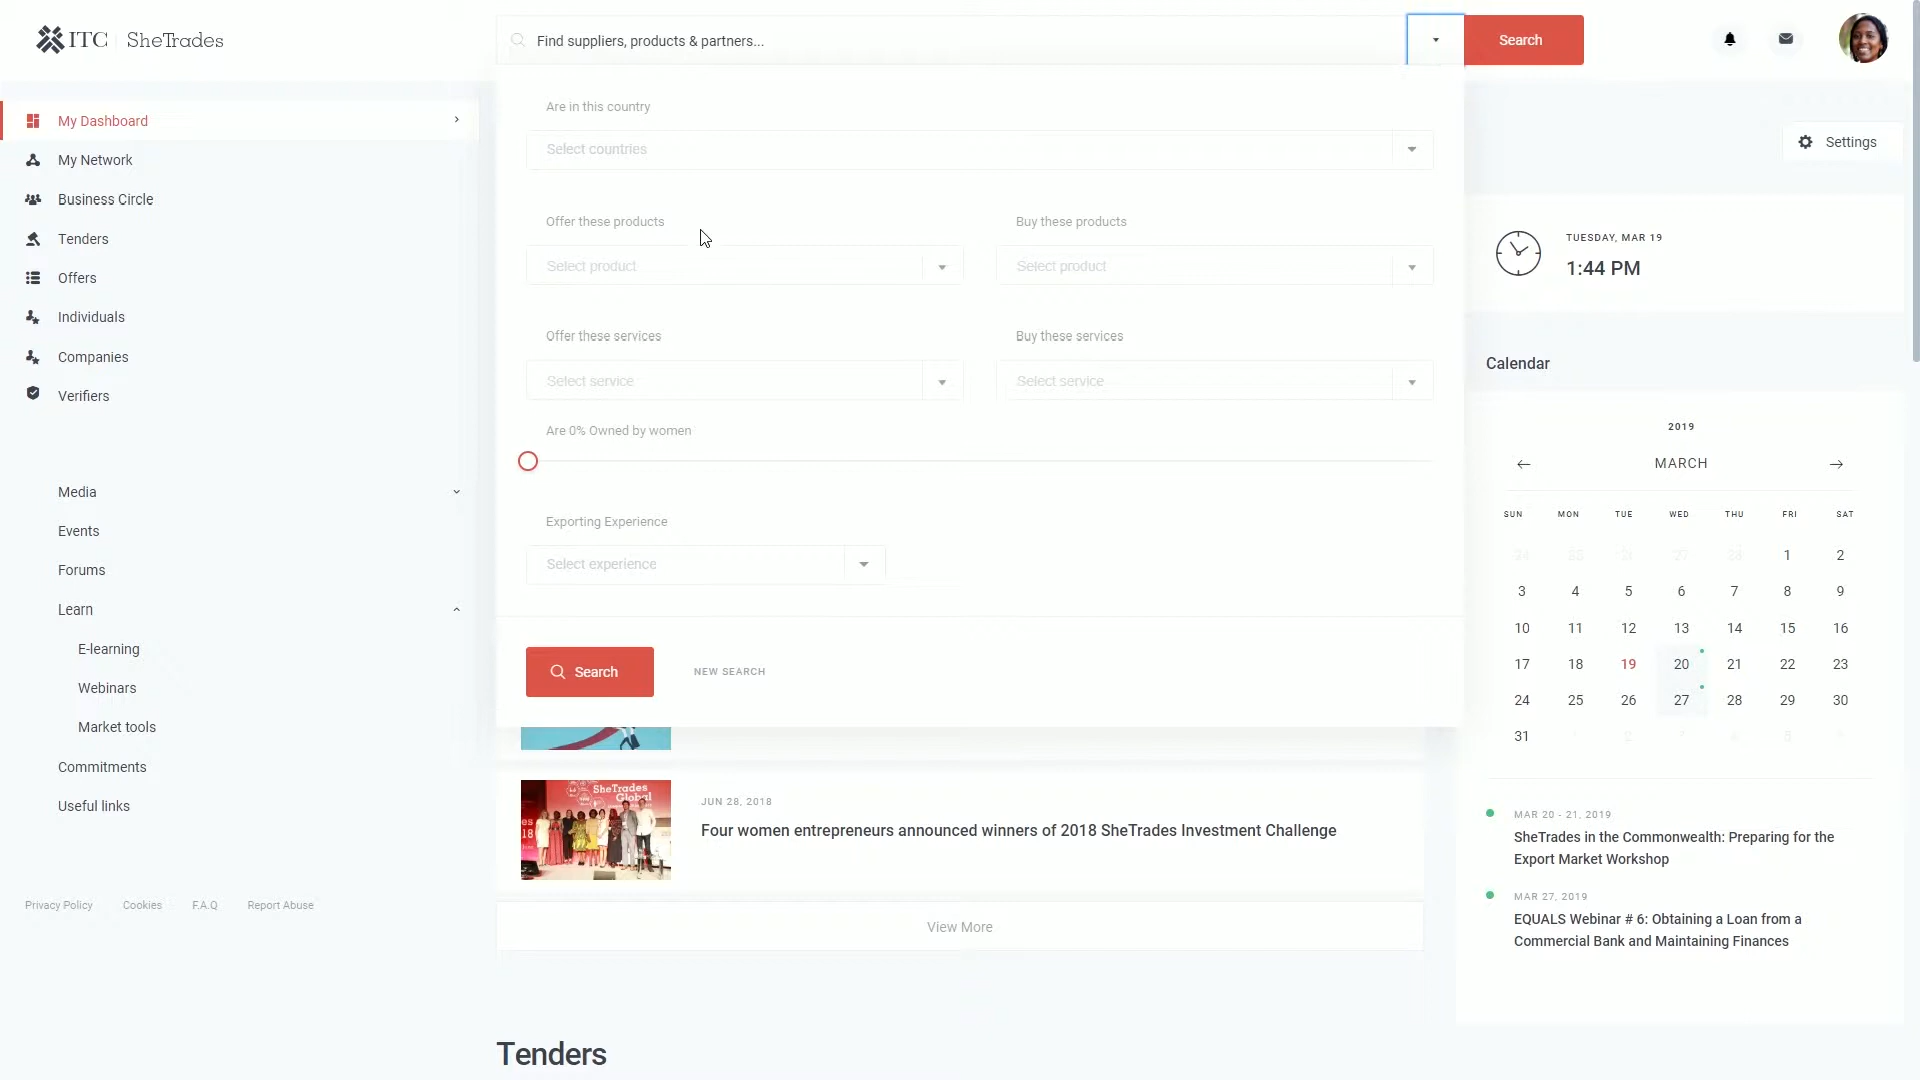 ITC SheTrades
Find suppliers, products & partners...
Search
My Dashboard
My Network
Business Circle
Tenders
Offers
Individuals
Companies
Verifiers
Media
Events
Forums
Learn
E-learning
Webinars
Market tools
Commitments
Useful links
Privacy Policy Cookies F.A.Q Report Abuse
Are in this country
Select countries
Offer these products Buy these products
Select product Select product
Offer these services Buy these services
Select service Select service
Are 0% Owned by women
Exporting Experience
Select experience
Search NEW SEARCH
SheTrades
Global
JUN 28, 2018
Four women entrepreneurs announced winners of 2018 SheTrades Investment Challenge
View More
Tenders
Settings
TUESDAY, MAR 19
1:44 PM
Calendar
2019
MARCH
SUN MON TUE WED THU FRI SAT
24 25 26 27 28 1 2
3 4 5 6 7 8 9
10 11 12 13 14 15 16
17 18 19 20 21 22 23
24 25 26 27 28 29 30
31
MAR 20 - 21, 2019
SheTrades in the Commonwealth: Preparing for the
Export Market Workshop
MAR 27, 2019
EQUALS Webinar # 6: Obtaining a Loan from a
Commercial Bank and Maintaining Finances